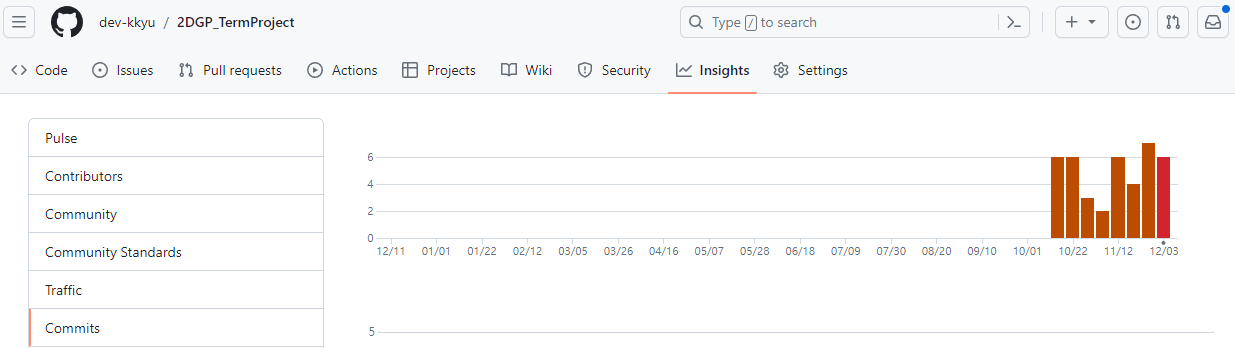 dev-kkyu / 2DGP_TermProject
Type / to search
Code Issues Pull requests Actions Projects Wiki Security Insights Settings
Pulse
Contributors
Community
Community Standards
Traffic
Commits
6
4
2
0
12/11 01/01 01/22 02/12 03/05 03/26 04/16 05/07 05/28 06/18 07/09 07/30 08/20 09/10 10/01 10/22 11/12 12/03
5